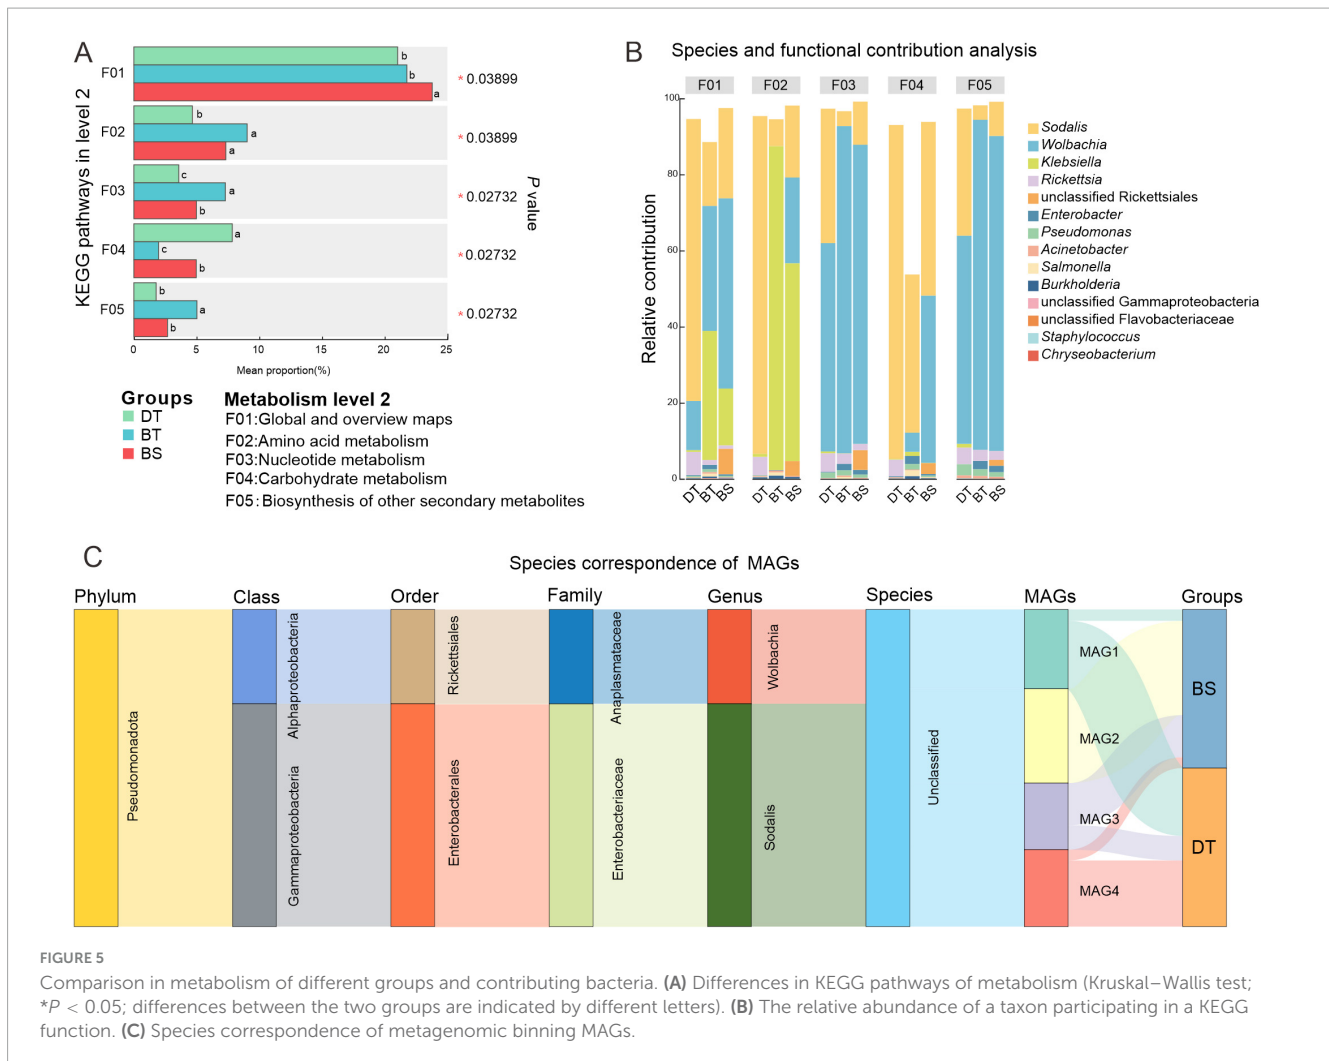 A
KEGG pathways in level 2
F01
F02
F03
F04
F05
b
b
a
b
a
a
c
a
b
a
c
b
b
a
b
* 0.03899
* 0.03899
* 0.02732
* 0.02732
* 0.02732
P value
0
5
10
15
20
25
Mean proportion(%)
Groups
DT
BT
BS
Metabolism level 2
F01:Global and overview maps
F02:Amino acid metabolism
F03:Nucleotide metabolism
F04:Carbohydrate metabolism
F05:Biosynthesis of other secondary metabolites
B
Species and functional contribution analysis
F01
F02
F03
F04
F05
Relative contribution
100
80
60
40
20
0
DT BT BS
DT BT BS
DT BT BS
DT BT BS
DT BT BS
Sodalis
Wolbachia
Klebsiella
Rickettsia
unclassified Rickettsiales
Enterobacter
Pseudomonas
Acinetobacter
Salmonella
Burkholderia
unclassified Gammaproteobacteria
unclassified Flavobacteriaceae
Staphylococcus
Chryseobacterium
C
Species correspondence of MAGs
Phylum
Class
Order
Family
Genus
Species
MAGs
Groups
Pseudomonadota
Alphaproteobacteria
Gammaproteobacteria
Rickettsiales
Enterobacterales
Anaplasmataceae
Enterobacteriaceae
Wolbachia
Sodalis
Unclassified
MAG1
MAG2
MAG3
MAG4
BS
DT
FIGURE 5
Comparison in metabolism of different groups and contributing bacteria. (A) Differences in KEGG pathways of metabolism (Kruskal–Wallis test;
*P < 0.05; differences between the two groups are indicated by different letters). (B) The relative abundance of a taxon participating in a KEGG
function. (C) Species correspondence of metagenomic binning MAGs.